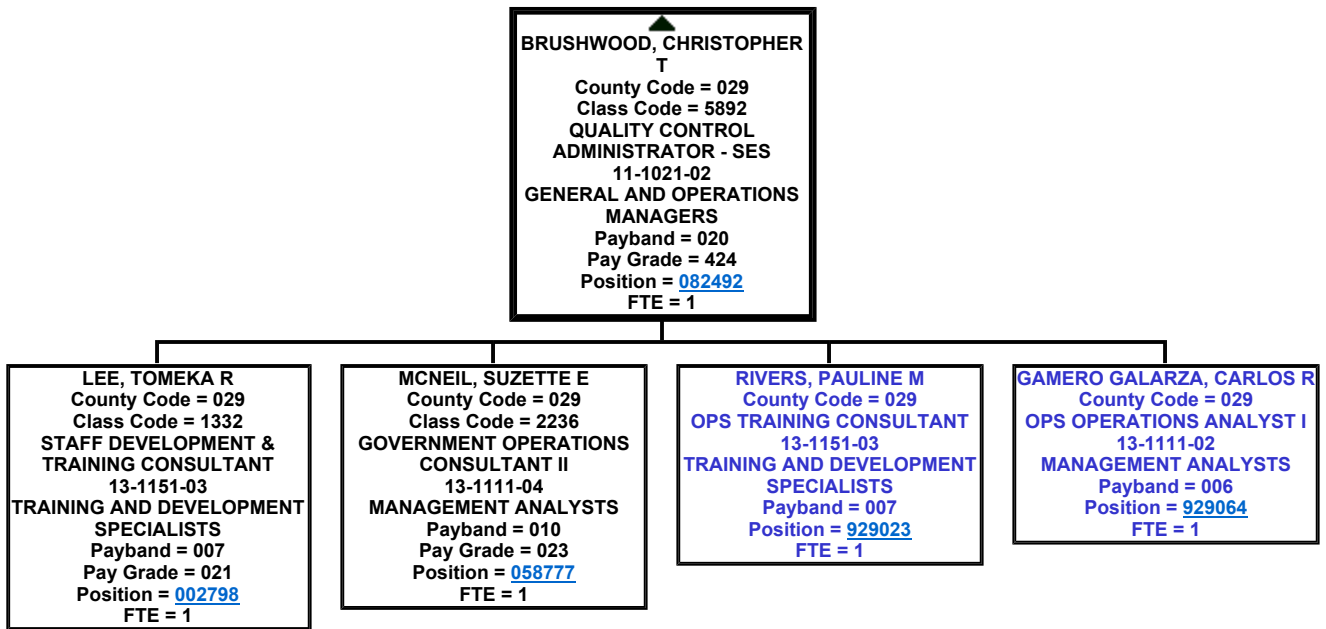 BRUSHWOOD, CHRISTOPHER
T
County Code = 029
Class Code = 5892
QUALITY CONTROL
ADMINISTRATOR - SES
11-1021-02
GENERAL AND OPERATIONS
MANAGERS
Payband = 020
Pay Grade = 424
Position = 082492
FTE = 1
LEE, TOMEKA R
County Code = 029
Class Code = 1332
STAFF DEVELOPMENT &
TRAINING CONSULTANT
13-1151-03
TRAINING AND DEVELOPMENT
SPECIALISTS
Payband = 007
Pay Grade = 021
Position = 002798
FTE = 1
MCNEIL, SUZETTE E
County Code = 029
Class Code = 2236
GOVERNMENT OPERATIONS
CONSULTANT II
13-1111-04
MANAGEMENT ANALYSTS
Payband = 010
Pay Grade = 023
Position = 058777
FTE = 1
RIVERS, PAULINE M
County Code = 029
OPS TRAINING CONSULTANT
13-1151-03
TRAINING AND DEVELOPMENT
SPECIALISTS
Payband = 007
Position = 929023
FTE = 1
GAMERO GALARZA, CARLOS R
County Code = 029
OPS OPERATIONS ANALYST I
13-1111-02
MANAGEMENT ANALYSTS
Payband = 006
Position = 929064
FTE = 1